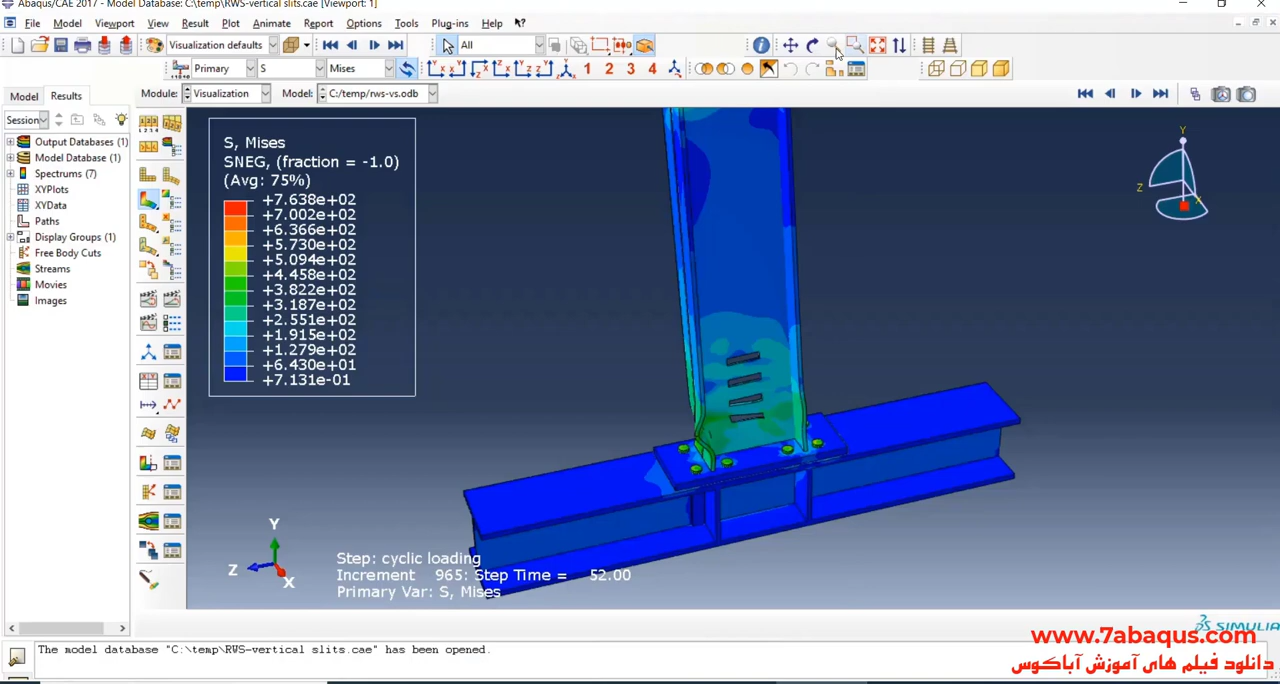 Abaqus/CAE 2017 - Model Database: C:\temp\RWS-vertical slits.cae [Viewport: 1]
File Model Viewport View Result Plot Animate Report Options Tools Plug-ins Help
Visualization defaults All
Primary S Mises 1 2 3 4
Model Results Module: Visualization Model: C:/temp/rws-vs.odb
Session
Output Databases (1)
Model Database (1)
Spectrums (7)
XYPlots
XYData
Paths
Display Groups (1)
Free Body Cuts
Streams
Movies
Images
S, Mises
SNEG, (fraction = -1.0)
(Avg: 75%)
+7.638e+02
+7.002e+02
+6.366e+02
+5.730e+02
+5.094e+02
+4.458e+02
+3.822e+02
+3.187e+02
+2.551e+02
+1.915e+02
+1.279e+02
+6.430e+01
+7.131e-01
Y
Z
X
Y
Z
X
Step: cyclic loading
Increment 965: Step Time = 52.00
Primary Var: S, Mises
SIMULIA
The model database "C:\temp\RWS-vertical slits.cae" has been opened.
www.7abaqus.com
دانلود فیلم های آموزش آباکوس